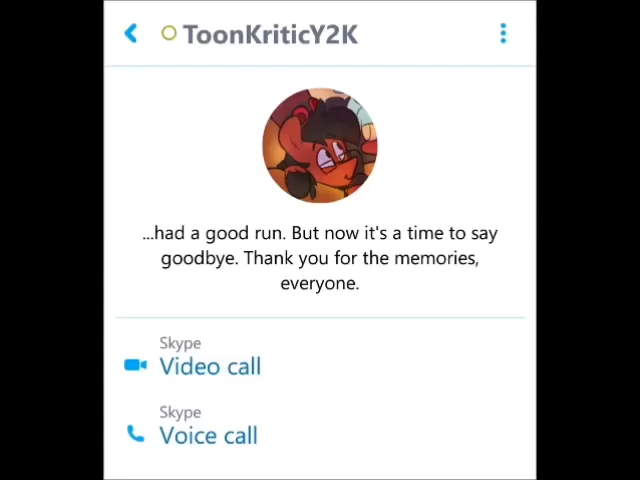 ToonKriticY2K
...had a good run. But now it's a time to say
goodbye. Thank you for the memories,
everyone.
Skype
Video call
Skype
Voice call